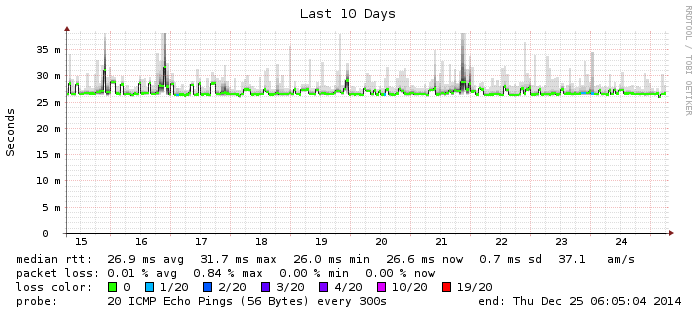 Last 10 Days
RRDTOOL / TOBI OETIKER
Seconds
35 m
30 m
25 m
20 m
15 m
10 m
5 m
0
15 16 17 18 19 20 21 22 23 24
median rtt: 26.9 ms avg 31.7 ms max 26.0 ms min 26.6 ms now 0.7 ms sd 37.1 am/s
packet loss: 0.01 % avg 0.84 % max 0.00 % min 0.00 % now
loss color: 0 1/20 2/20 3/20 4/20 10/20 19/20
probe: 20 ICMP Echo Pings (56 Bytes) every 300s end: Thu Dec 25 06:05:04 2014